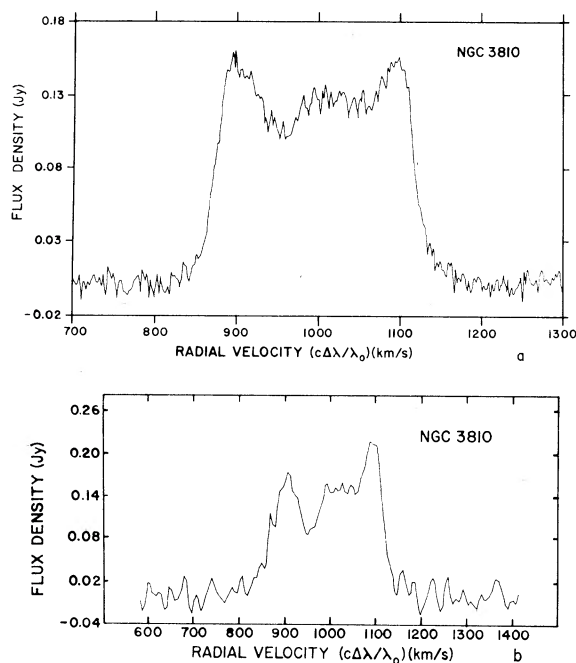 NGC 3810
FLUX DENSITY (Jy)
0.18
0.13
0.08
0.03
-0.02
700 800 900 1000 1100 1200 1300
RADIAL VELOCITY (cΔλ/λ₀)(km/s)
a
NGC 3810
FLUX DENSITY (Jy)
0.26
0.20
0.14
0.08
0.02
-0.04
600 700 800 900 1000 1100 1200 1300 1400
RADIAL VELOCITY (cΔλ/λ₀)(km/s)
b